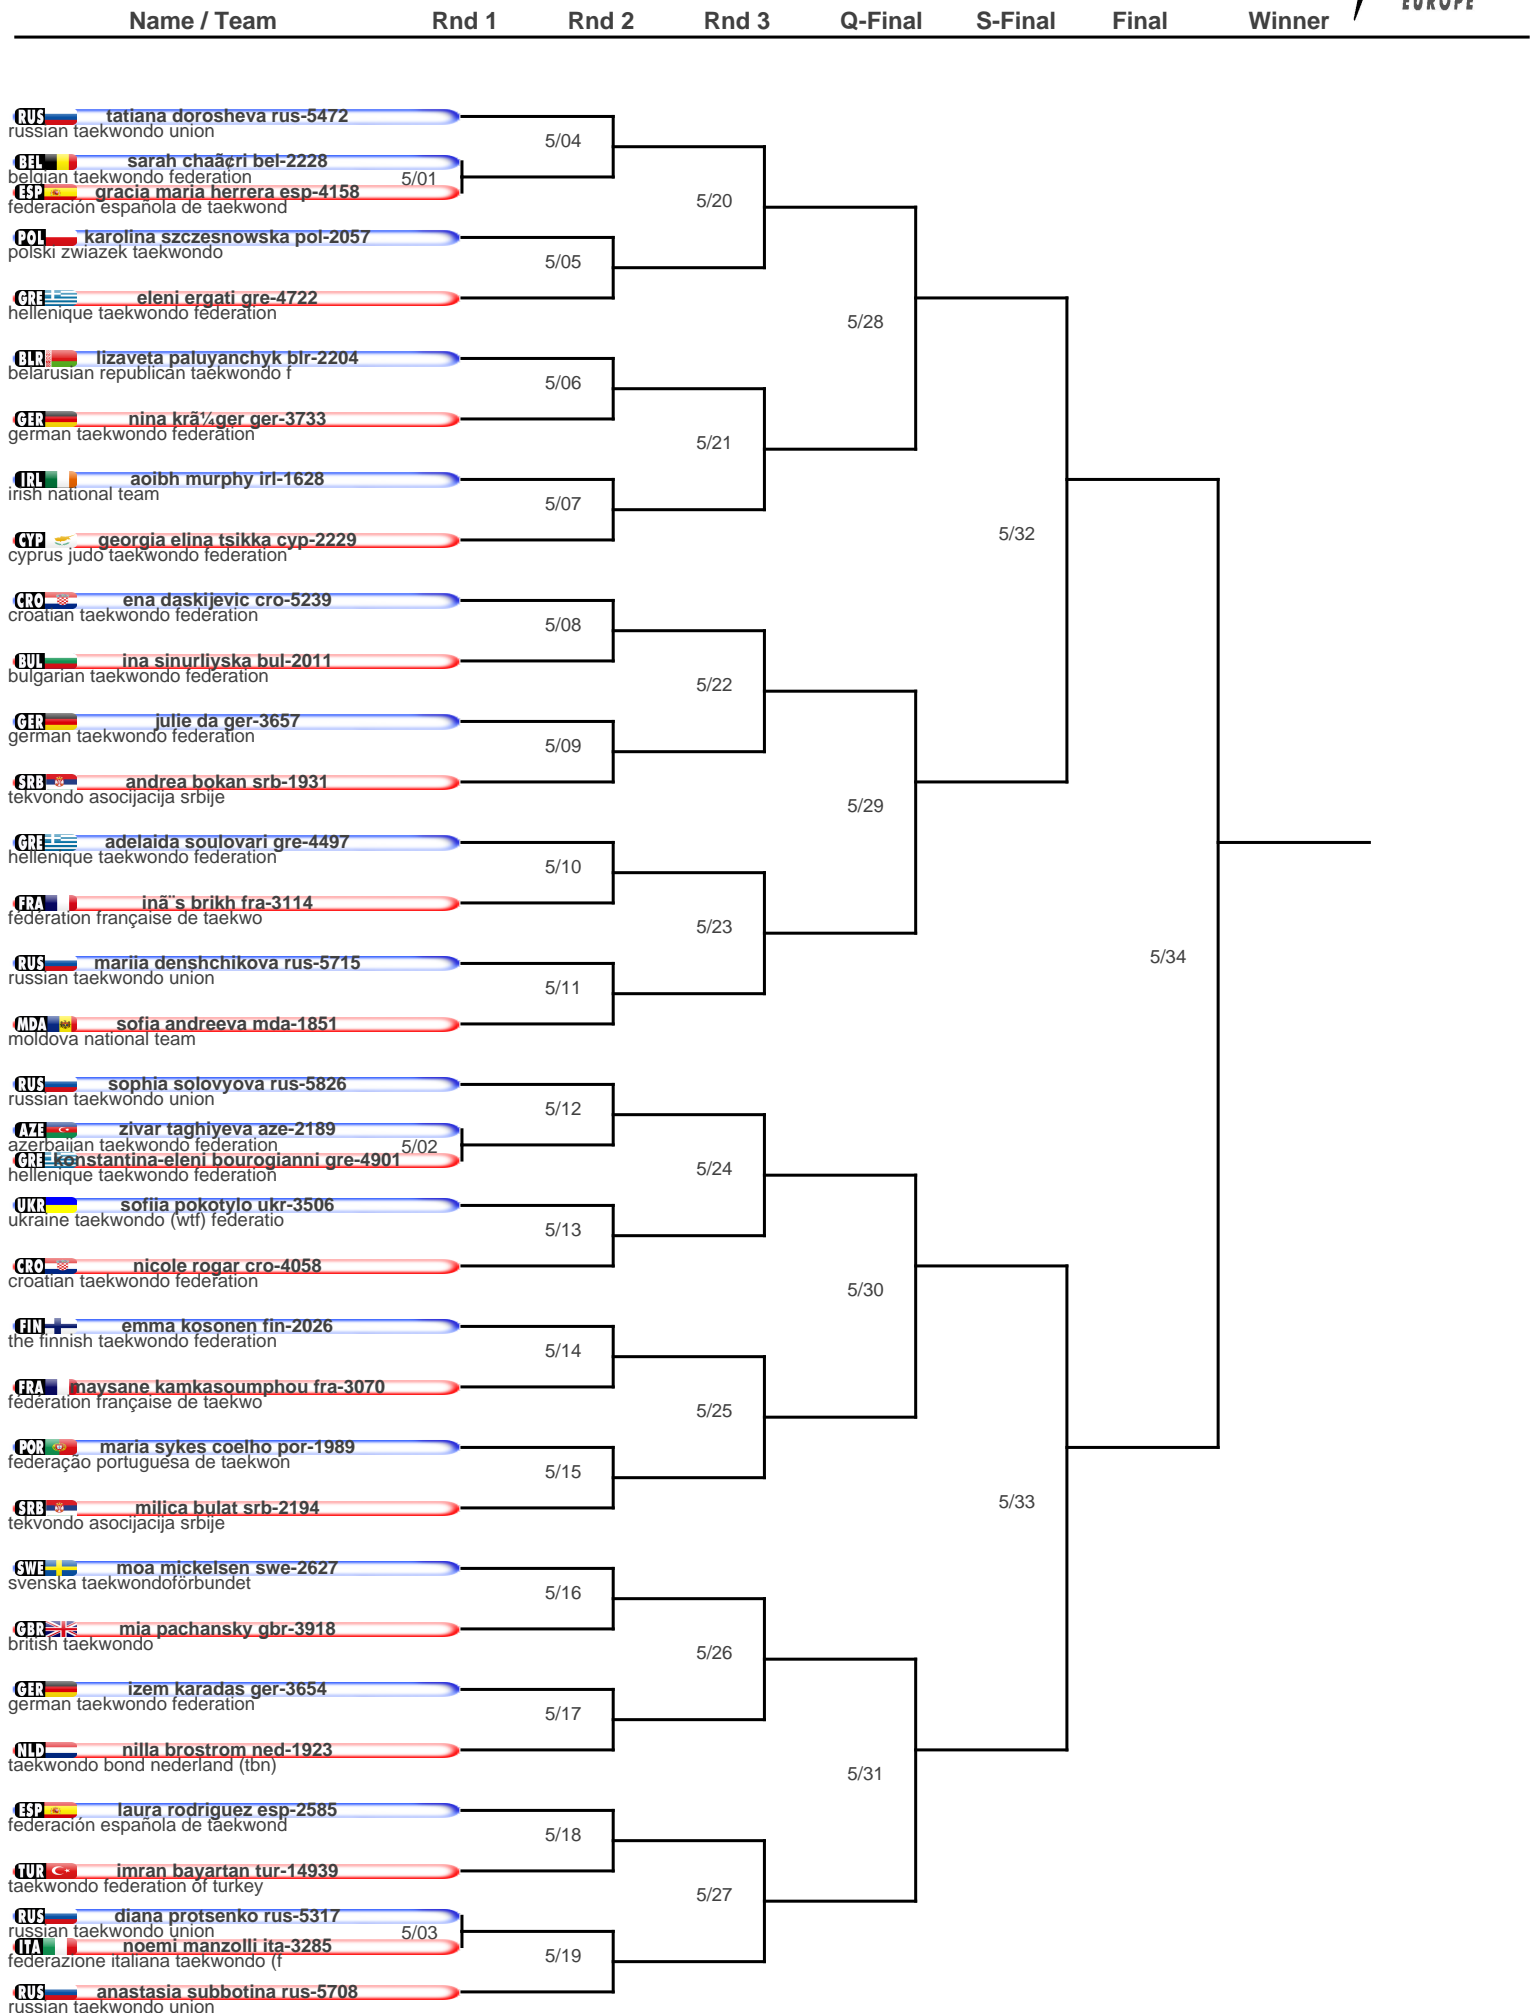 EUROPE
Name / Team Rnd 1 Rnd 2 Rnd 3 Q-Final S-Final Final Winner
RUS tatiana dorosheva rus-5472
russian taekwondo union
5/04
BEL sarah chaã¢ri bel-2228
belgian taekwondo federation
5/01
ESP gracia maria herrera esp-4158
federación española de taekwond
5/20
POL karolina szczesnowska pol-2057
polski zwiazek taekwondo
5/05
GRE eleni ergati gre-4722
hellenique taekwondo federation
5/28
BLR lizaveta paluyanchyk blr-2204
belarusian republican taekwondo f
5/06
GER nina krã¼ger ger-3733
german taekwondo federation
5/21
IRL aoibh murphy irl-1628
irish national team
5/07
CYP georgia elina tsikka cyp-2229
cyprus judo taekwondo federation
5/32
CRO ena daskijevic cro-5239
croatian taekwondo federation
5/08
BUL ina sinurliyska bul-2011
bulgarian taekwondo federation
5/22
GER julie da ger-3657
german taekwondo federation
5/09
SRB andrea bokan srb-1931
tekvondo asocijacija srbije
5/29
GRE adelaida soulovari gre-4497
hellenique taekwondo federation
5/10
FRA inã¨s brikh fra-3114
fédération française de taekwo
5/23
RUS mariia denshchikova rus-5715
russian taekwondo union
5/34
5/11
MDA sofia andreeva mda-1851
moldova national team
RUS sophia solovyova rus-5826
russian taekwondo union
5/12
AZE zivar taghiyeva aze-2189
azerbaijan taekwondo federation
5/02
GRE konstantina-eleni bourogianni gre-4901
hellenique taekwondo federation
5/24
UKR sofiia pokotylo ukr-3506
ukraine taekwondo (wtf) federatio
5/13
CRO nicole rogar cro-4058
croatian taekwondo federation
5/30
FIN emma kosonen fin-2026
the finnish taekwondo federation
5/14
FRA maysane kamkasoumphou fra-3070
fédération française de taekwo
5/25
POR maria sykes coelho por-1989
federação portuguesa de taekwon
5/15
SRB milica bulat srb-2194
tekvondo asocijacija srbije
5/33
SWE moa mickelsen swe-2627
svenska taekwondoförbundet
5/16
GBR mia pachansky gbr-3918
british taekwondo
5/26
GER izem karadas ger-3654
german taekwondo federation
5/17
NLD nilla brostrom ned-1923
taekwondo bond nederland (tbn)
5/31
ESP laura rodriguez esp-2585
federación española de taekwond
5/18
TUR imran bayartan tur-14939
taekwondo federation of turkey
5/27
RUS diana protsenko rus-5317
russian taekwondo union
5/03
ITA noemi manzolli ita-3285
federazione italiana taekwondo (f
5/19
RUS anastasia subbotina rus-5708
russian taekwondo union